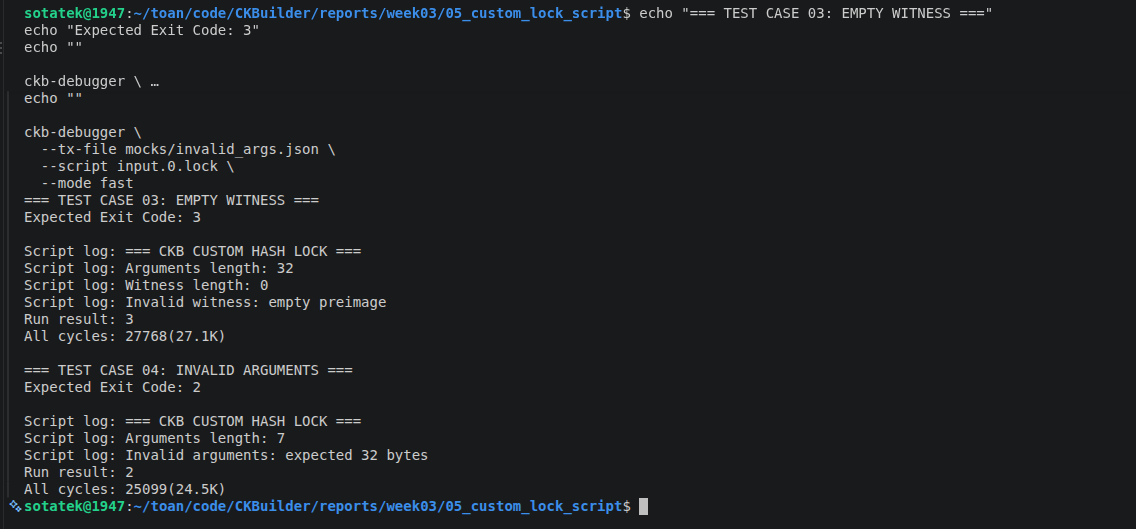 sotatek@1947:~/toan/code/CKBuilder/reports/week03/05_custom_lock_script$ echo "=== TEST CASE 03: EMPTY WITNESS ==="
echo "Expected Exit Code: 3"
echo ""
ckb-debugger \ …
echo ""
ckb-debugger \
  --tx-file mocks/invalid_args.json \
  --script input.0.lock \
  --mode fast
=== TEST CASE 03: EMPTY WITNESS ===
Expected Exit Code: 3
Script log: === CKB CUSTOM HASH LOCK ===
Script log: Arguments length: 32
Script log: Witness length: 0
Script log: Invalid witness: empty preimage
Run result: 3
All cycles: 27768(27.1K)
=== TEST CASE 04: INVALID ARGUMENTS ===
Expected Exit Code: 2
Script log: === CKB CUSTOM HASH LOCK ===
Script log: Arguments length: 7
Script log: Invalid arguments: expected 32 bytes
Run result: 2
All cycles: 25099(24.5K)
sotatek@1947:~/toan/code/CKBuilder/reports/week03/05_custom_lock_script$